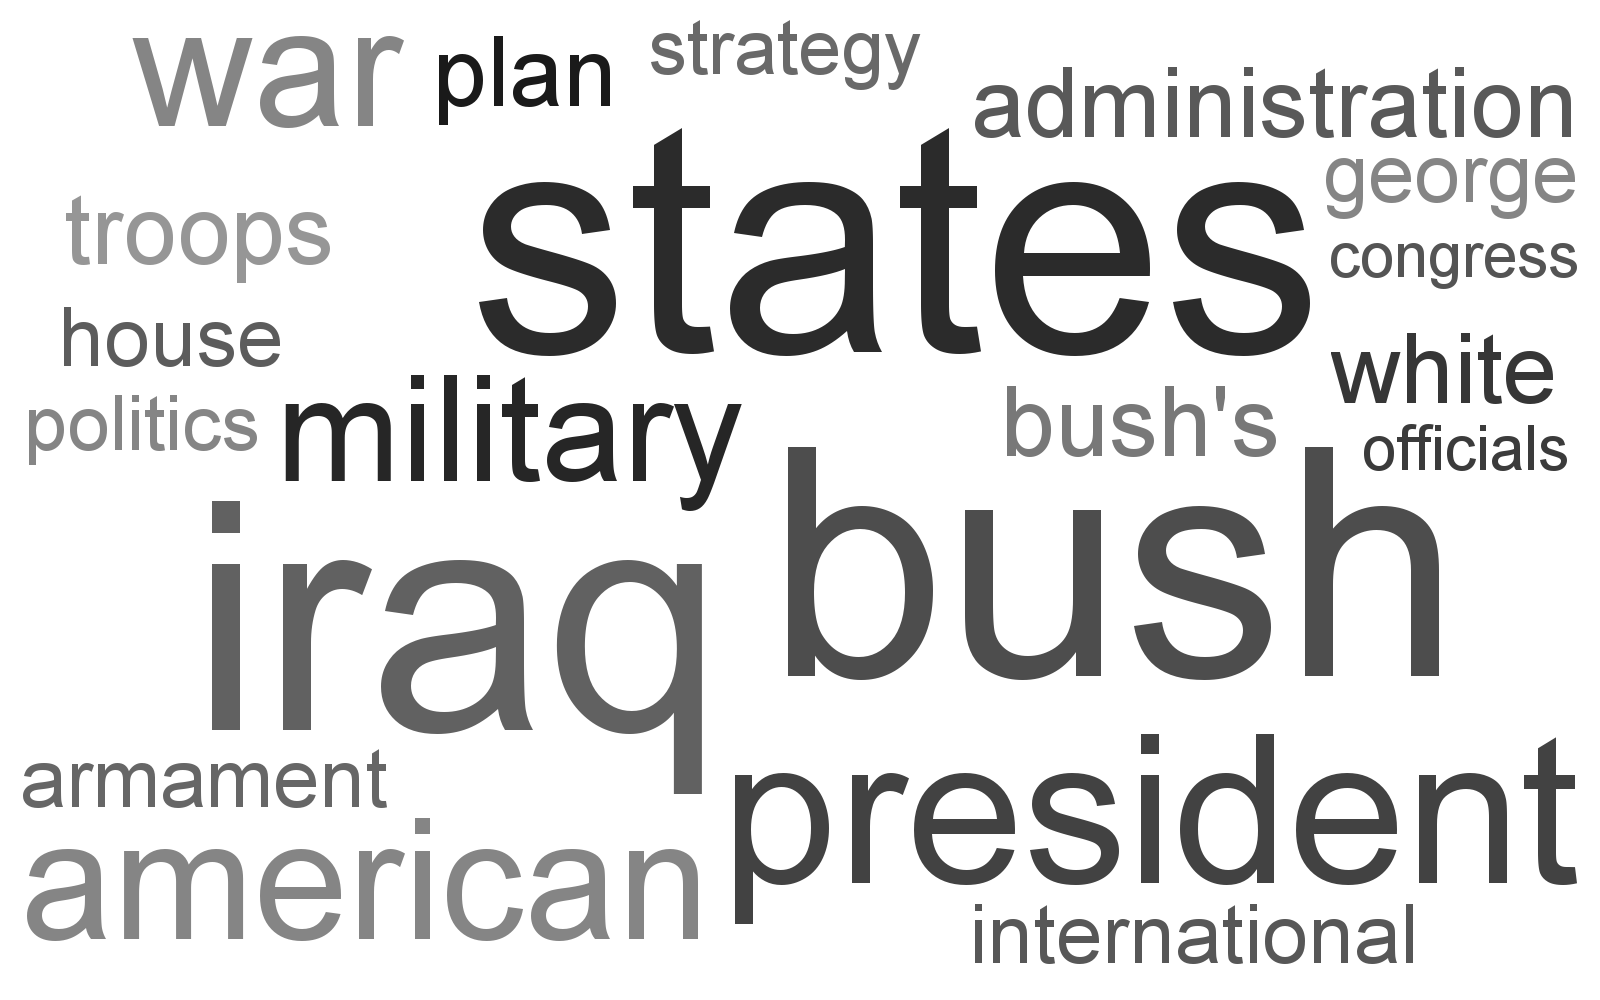 war plan strategy
administration
states george
troops
congress
house
white
military bush's
politics officials
iraq bush
armament president
american
international